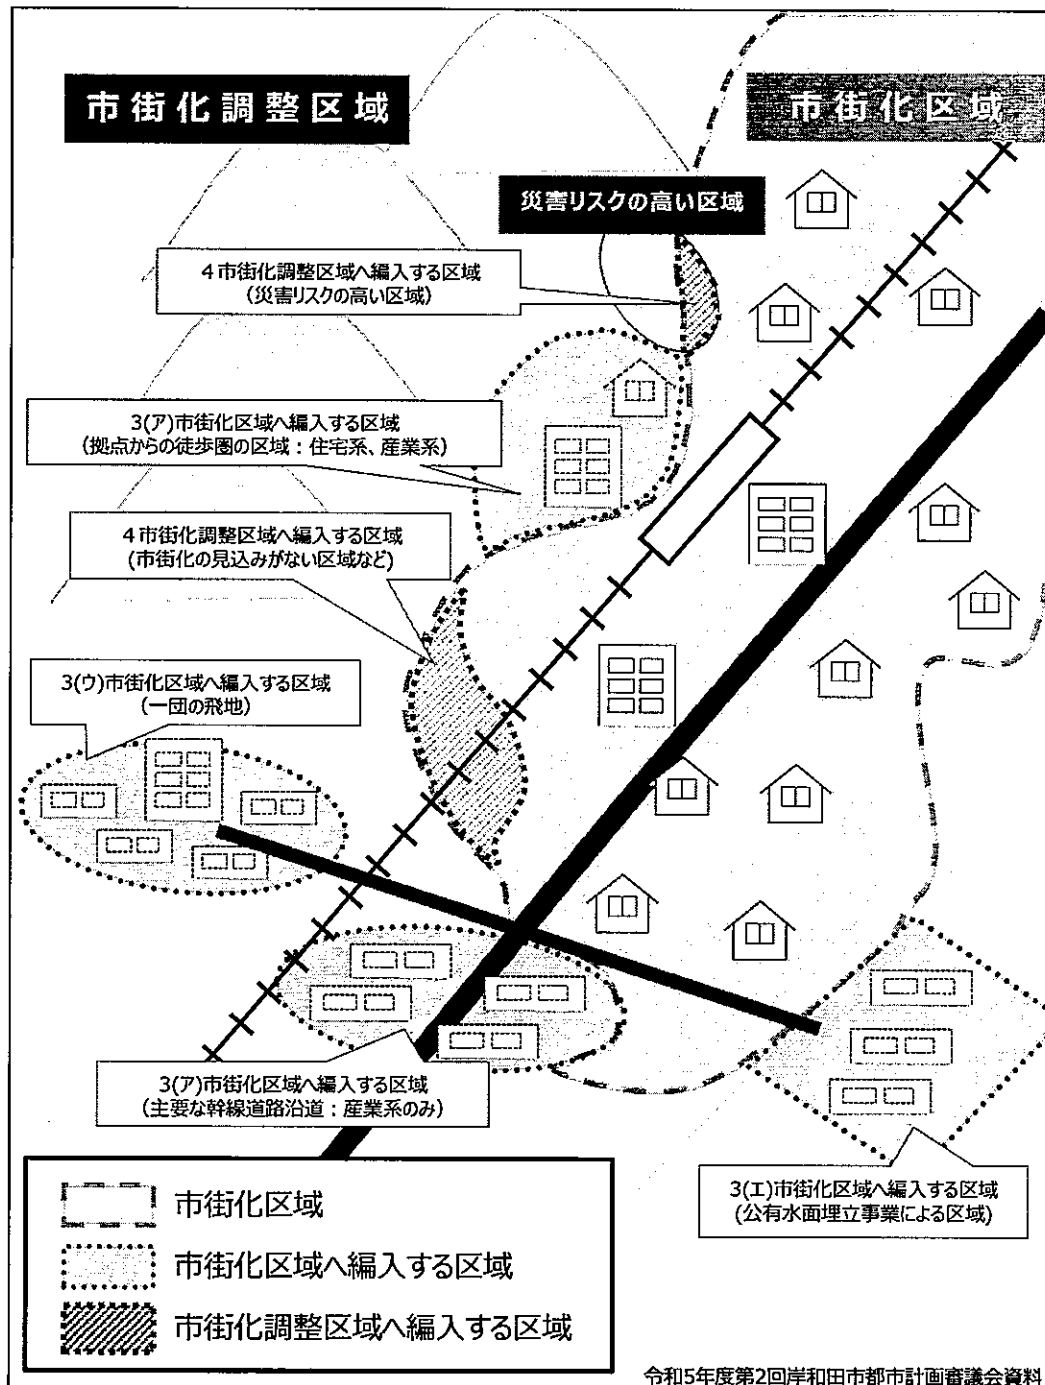 市街化調整区域
市街化区域
災害リスクの高い区域
4市街化調整区域へ編入する区域
(災害リスクの高い区域)
3(ア)市街化区域へ編入する区域
(拠点からの徒歩圏の区域：住宅系、産業系)
4市街化調整区域へ編入する区域
(市街化の見込みがない区域など)
3(ウ)市街化区域へ編入する区域
(一団の飛地)
3(ア)市街化区域へ編入する区域
(主要な幹線道路沿道：産業系のみ)
3(エ)市街化区域へ編入する区域
(公有水面埋立事業による区域)
市街化区域
市街化区域へ編入する区域
市街化調整区域へ編入する区域
令和5年度第2回岸和田市都市計画審議会資料